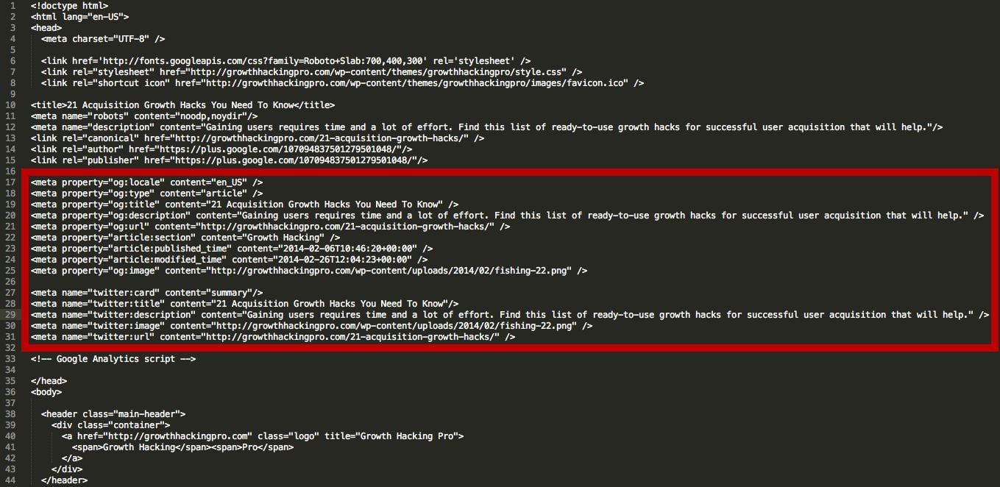 1 <!doctype html>
2 <html lang="en-US">
3 <head>
4 <meta charset="UTF-8" />
5
6 <link href='http://fonts.googleapis.com/css?family=Roboto+Slab:700,400,300' rel='stylesheet' />
7 <link rel="stylesheet" href="http://growthhackingpro.com/wp-content/themes/growthhackingpro/style.css" />
8 <link rel="shortcut icon" href="http://growthhackingpro.com/wp-content/themes/growthhackingpro/images/favicon.ico" />
9
10 <title>21 Acquisition Growth Hacks You Need To Know</title>
11 <meta name="robots" content="noodp,noydir"/>
12 <meta name="description" content="Gaining users requires time and a lot of effort. Find this list of ready-to-use growth hacks for successful user acquisition that will help."/>
13 <link rel="canonical" href="http://growthhackingpro.com/21-acquisition-growth-hacks/" />
14 <link rel="author" href="https://plus.google.com/107094837501279501048/"/>
15 <link rel="publisher" href="https://plus.google.com/107094837501279501048/"/>
16
17 <meta property="og:locale" content="en_US" />
18 <meta property="og:type" content="article" />
19 <meta property="og:title" content="21 Acquisition Growth Hacks You Need To Know" />
20 <meta property="og:description" content="Gaining users requires time and a lot of effort. Find this list of ready-to-use growth hacks for successful user acquisition that will help." />
21 <meta property="og:url" content="http://growthhackingpro.com/21-acquisition-growth-hacks/" />
22 <meta property="article:section" content="Growth Hacking" />
23 <meta property="article:published_time" content="2014-02-06T10:46:20+00:00" />
24 <meta property="article:modified_time" content="2014-02-26T12:04:23+00:00" />
25 <meta property="og:image" content="http://growthhackingpro.com/wp-content/uploads/2014/02/fishing-22.png" />
26
27 <meta name="twitter:card" content="summary"/>
28 <meta name="twitter:title" content="21 Acquisition Growth Hacks You Need To Know"/>
29 <meta name="twitter:description" content="Gaining users requires time and a lot of effort. Find this list of ready-to-use growth hacks for successful user acquisition that will help." />
30 <meta name="twitter:image" content="http://growthhackingpro.com/wp-content/uploads/2014/02/fishing-22.png" />
31 <meta name="twitter:url" content="http://growthhackingpro.com/21-acquisition-growth-hacks/" />
32
33 <!-- Google Analytics script -->
34
35 </head>
36 <body>
37
38 <header class="main-header">
39 <div class="container">
40 <a href="http://growthhackingpro.com" class="logo" title="Growth Hacking Pro">
41 <span>Growth Hacking</span><span>Pro</span>
42 </a>
43 </div>
44 </header>